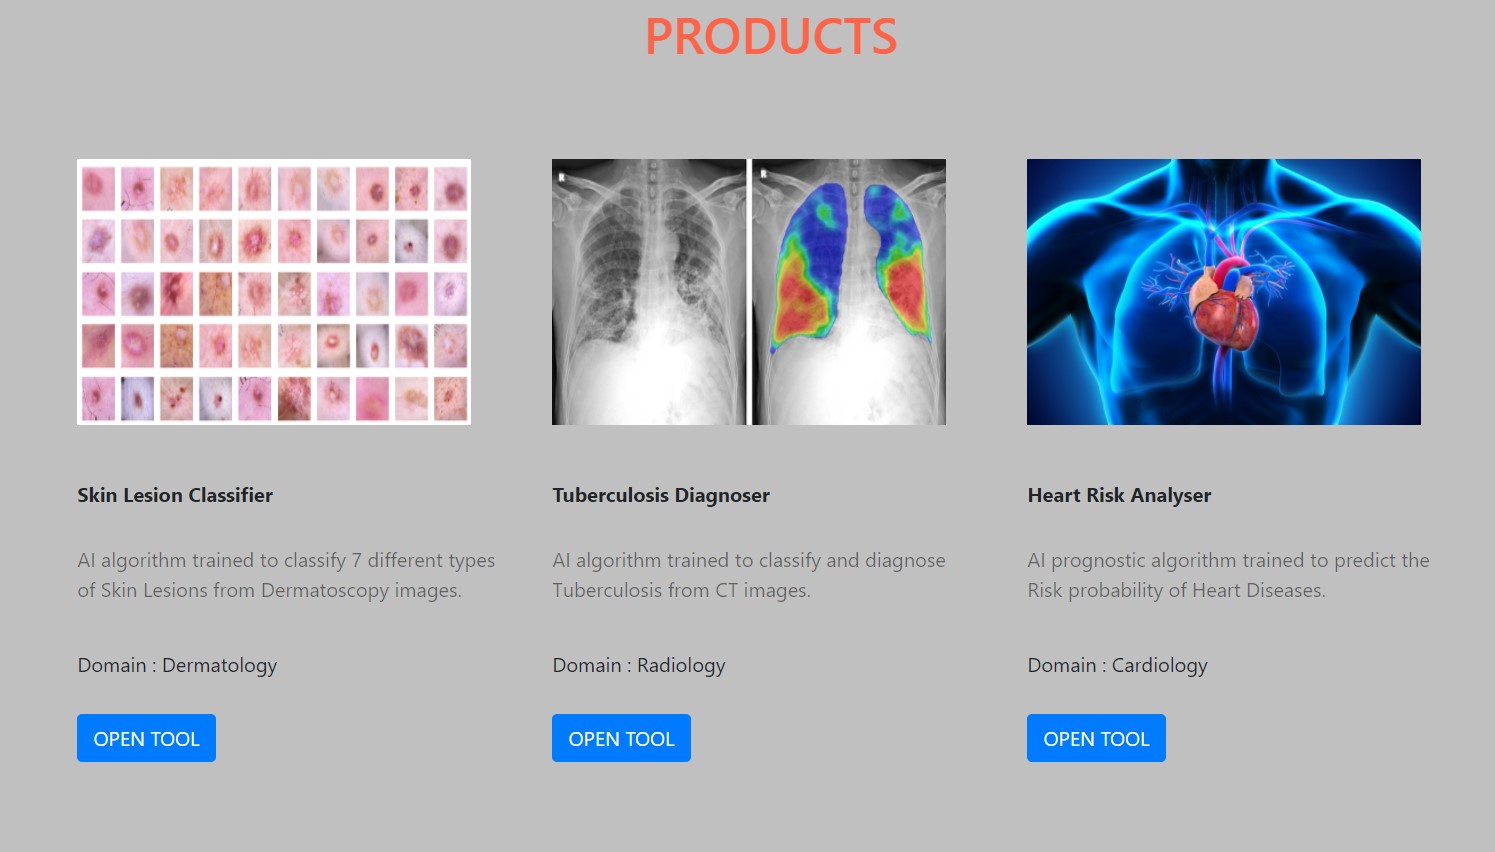 PRODUCTS
R
R
Skin Lesion Classifier
AI algorithm trained to classify 7 different types
of Skin Lesions from Dermatoscopy images.
Domain : Dermatology
OPEN TOOL
Tuberculosis Diagnoser
AI algorithm trained to classify and diagnose
Tuberculosis from CT images.
Domain : Radiology
OPEN TOOL
Heart Risk Analyser
AI prognostic algorithm trained to predict the
Risk probability of Heart Diseases.
Domain : Cardiology
OPEN TOOL